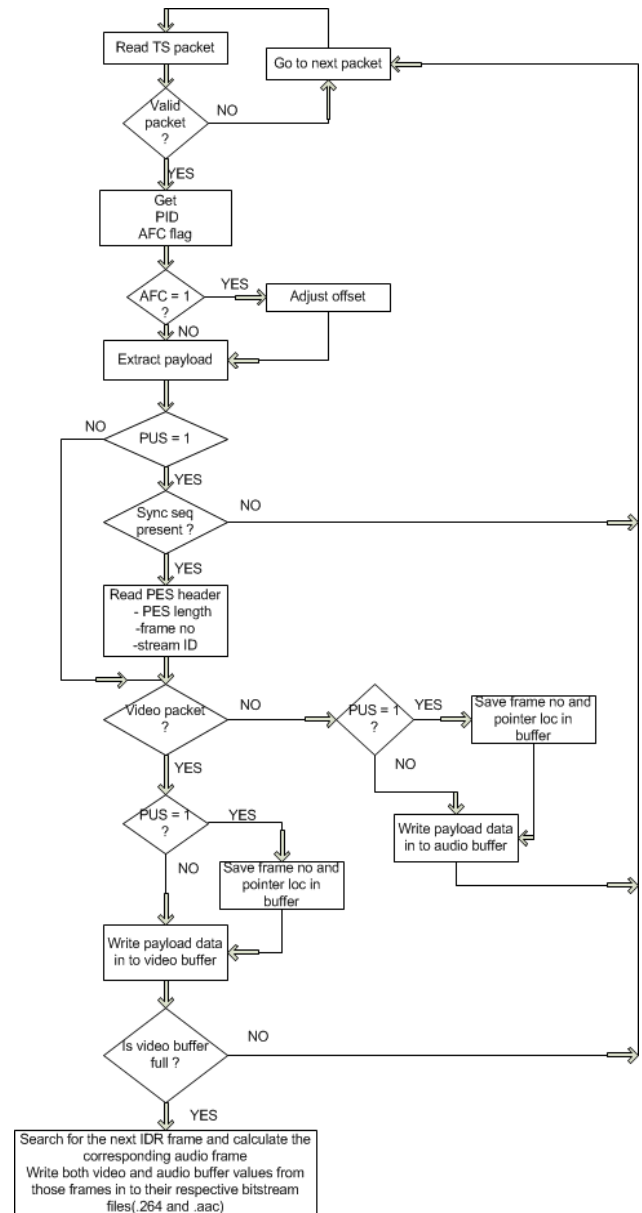 Read TS packet
Go to next packet
Valid
packet
?
NO
YES
Get
PID
AFC flag
AFC = 1
?
YES
Adjust offset
NO
Extract payload
NO
PUS = 1
YES
Sync seq
present ?
NO
YES
Read PES header
- PES length
-frame no
-stream ID
Video packet
?
NO
PUS = 1
?
YES
Save frame no and
pointer loc in
buffer
NO
Write payload data
in to audio buffer
YES
PUS = 1
?
YES
Save frame no and
pointer loc in
buffer
NO
Write payload data
in to video buffer
Is video buffer
full ?
NO
YES
Search for the next IDR frame and calculate the
corresponding audio frame
Write both video and audio buffer values from
those frames in to their respective bitstream
files(.264 and .aac)